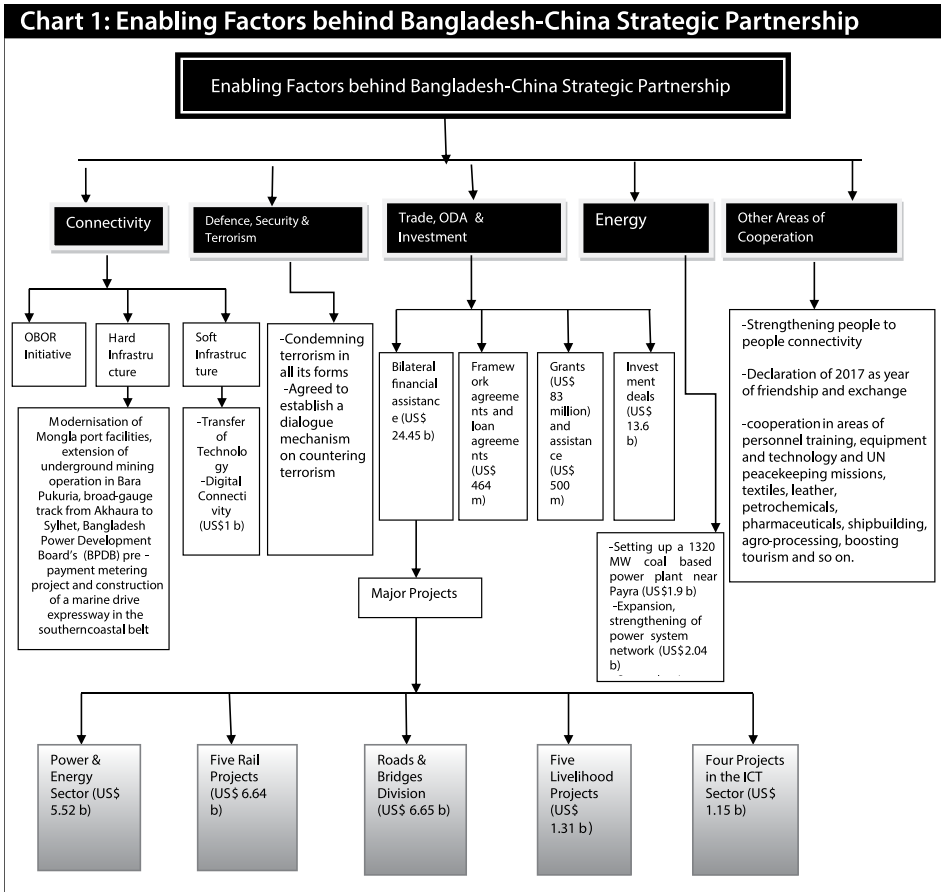 Chart 1: Enabling Factors behind Bangladesh-China Strategic Partnership
Enabling Factors behind Bangladesh-China Strategic Partnership
Connectivity
Defence, Security &
Terrorism
Trade, ODA &
Investment
Energy
Other Areas of
Cooperation
OBOR
Initiative
Hard
Infrastru
cture
Soft
Infrastruc
ture
-Condemning
terrorism in
all its forms
-Agreed to
establish a
dialogue
mechanism
on countering
terrorism
Bilateral
financial
assistanc
e (US$
24.45 b)
Framew
ork
agreeme
nts and
loan
agreeme
nts (US$
464
m)
Grants
(US$
83
million)
and
assistan
ce
(US$
500
m)
Invest
ment
deals
(US$
13.6
b)
-Strengthening people to
people connectivity
-Declaration of 2017 as year
of friendship and exchange
-cooperation in areas of
personnel training, equipment
and technology and UN
peacekeeping missions,
textiles, leather,
petrochemicals,
pharmaceuticals, shipbuilding,
agro-processing, boosting
tourism and so on.
Modernisation of
Mongla port facilities,
extension of
underground mining
operation in Bara
Pukuria, broad-gauge
track from Akhaura to
Sylhet, Bangladesh
Power Development
Board's (BPDB) pre -
payment metering
project and construction
of a marine drive
expressway in the
southerncoastal belt
-Transfer
of
Technolo
gy
-Digital
Connecti
vity
(US$1 b)
-Setting up a 1320
MW coal based
power plant near
Payra (US$1.9 b)
-Expansion,
strengthening of
power system
network (US$2.04
b)
Major Projects
Power &
Energy
Sector (US$
5.52 b)
Five Rail
Projects
(US$ 6.64
b)
Roads &
Bridges
Division
(US$ 6.65 b)
Five
Livelihood
Projects
(US$
1.31 b)
Four Projects
in the ICT
Sector (US$
1.15 b)